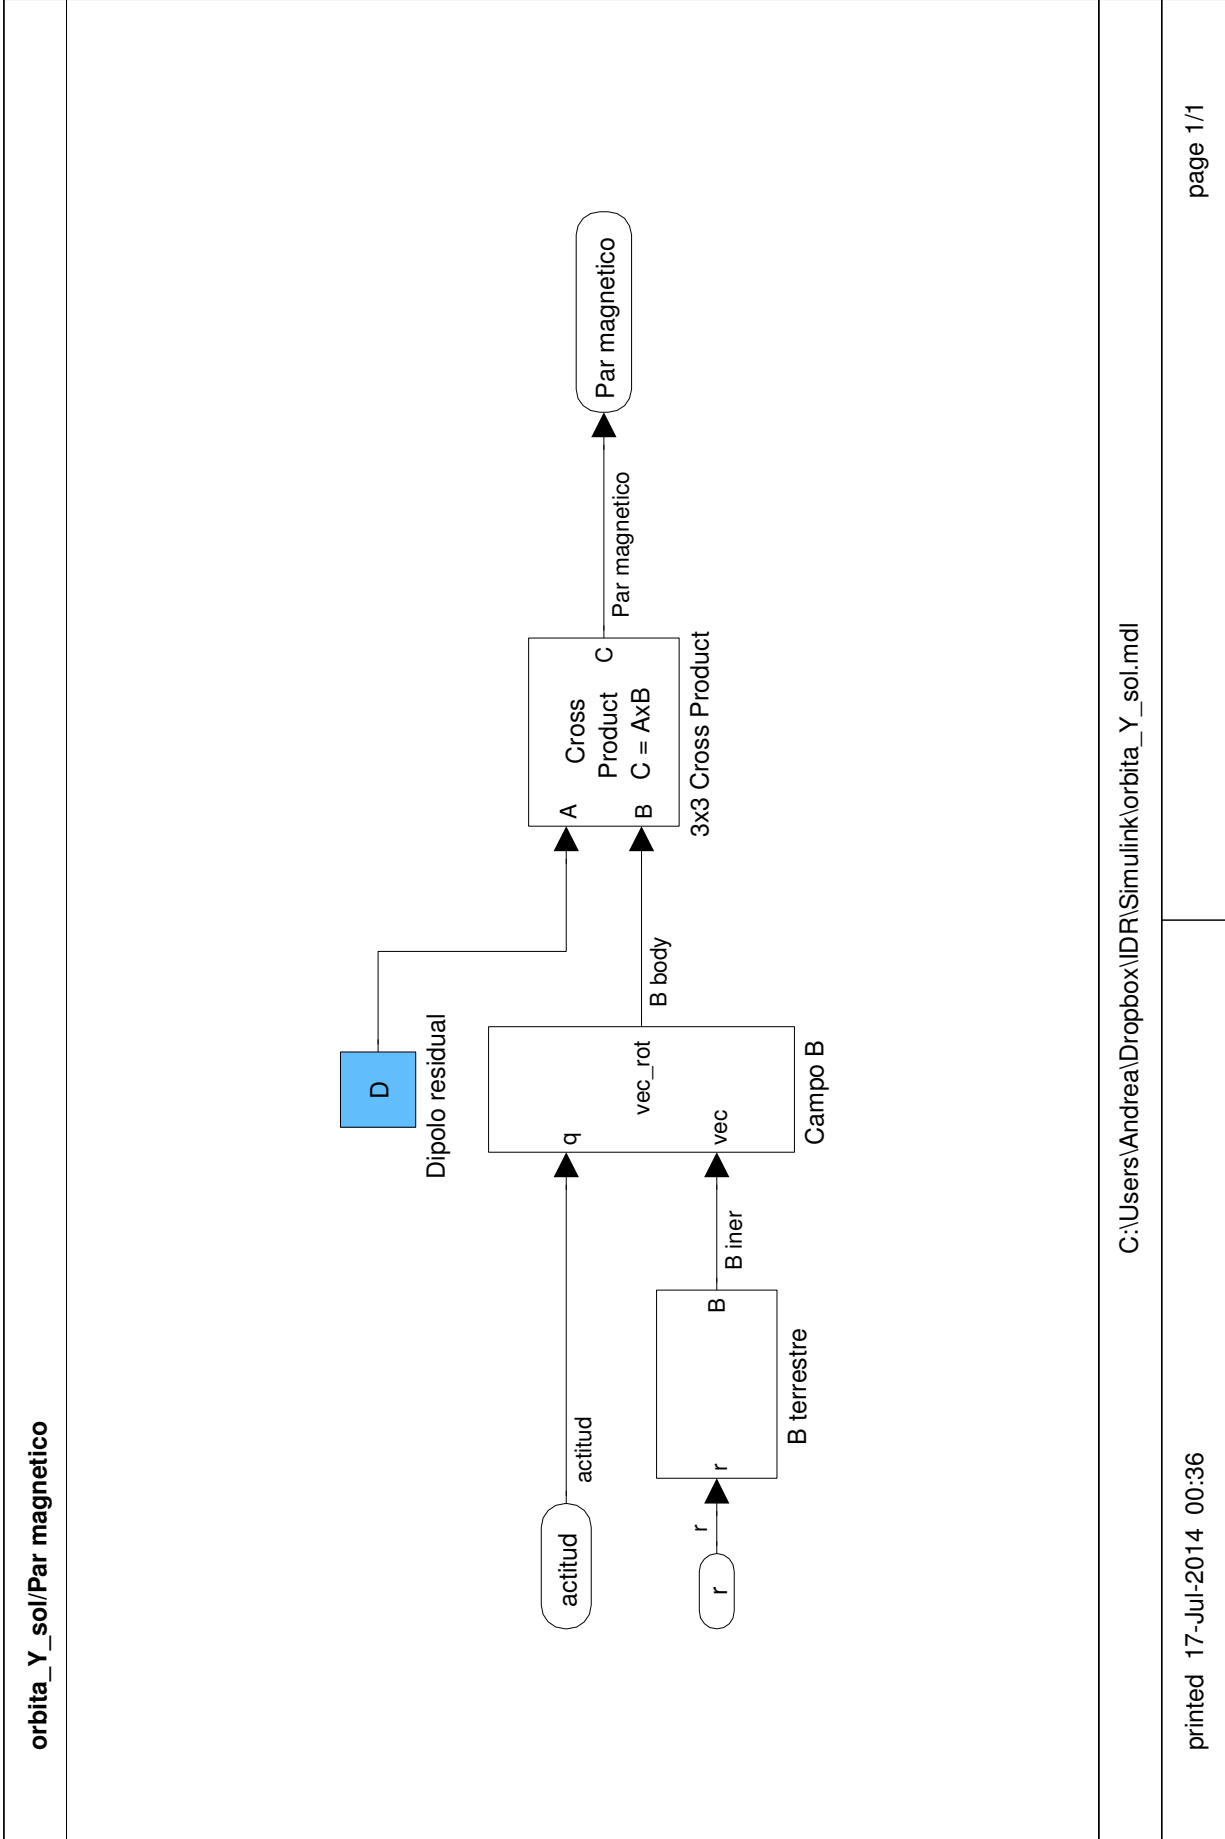 orbita_Y_sol/Par magnetico
D
Dipolo residual
actitud
actitud
q
vec_rot
vec
Campo B
r
r
r
B
B terrestre
B iner
B body
A
B
Cross
Product
C = AxB
C
3x3 Cross Product
Par magnetico
Par magnetico
C:\Users\Andrea\Dropbox\IDR\Simulink\orbita_Y_sol.mdl
printed 17-Jul-2014 00:36
page 1/1